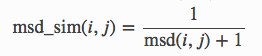 msd_sim(i, j) = 1 / (msd(i, j) + 1)